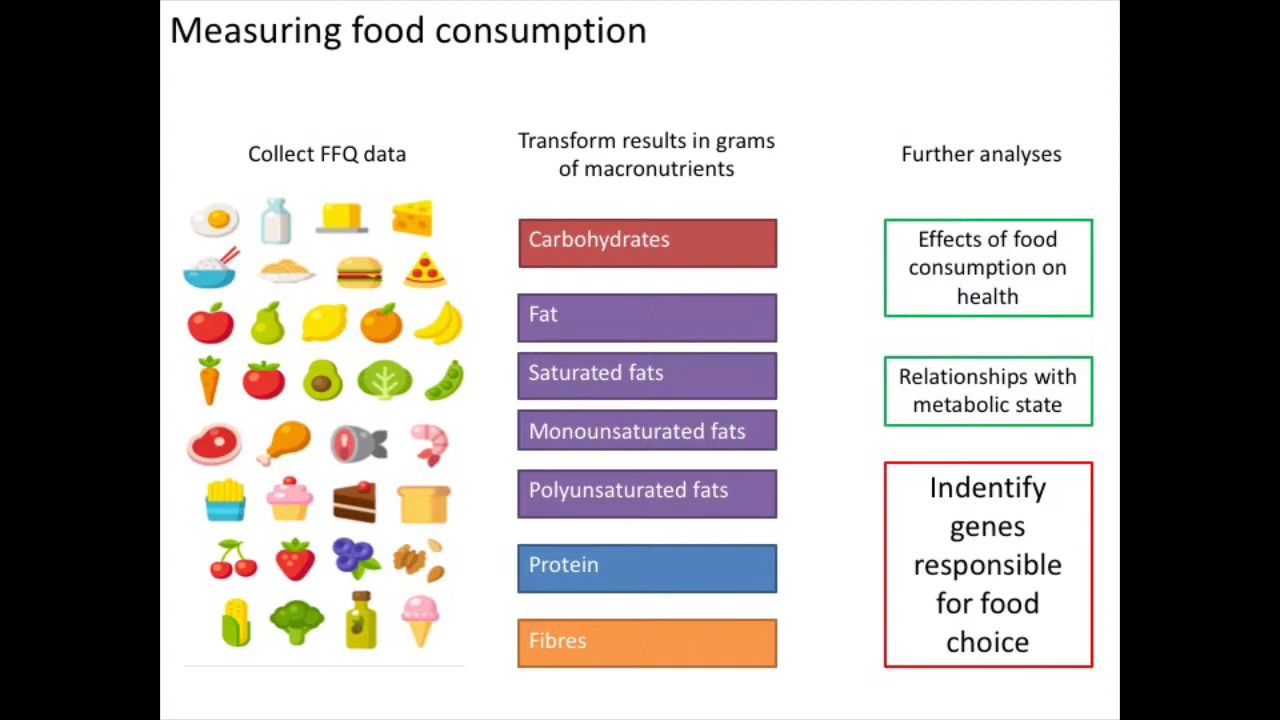 Measuring food consumption
Collect FFQ data
Transform results in grams
of macronutrients
Carbohydrates
Fat
Saturated fats
Monounsaturated fats
Polyunsaturated fats
Protein
Fibres
Further analyses
Effects of food
consumption on
health
Relationships with
metabolic state
Indentify
genes
responsible
for food
choice